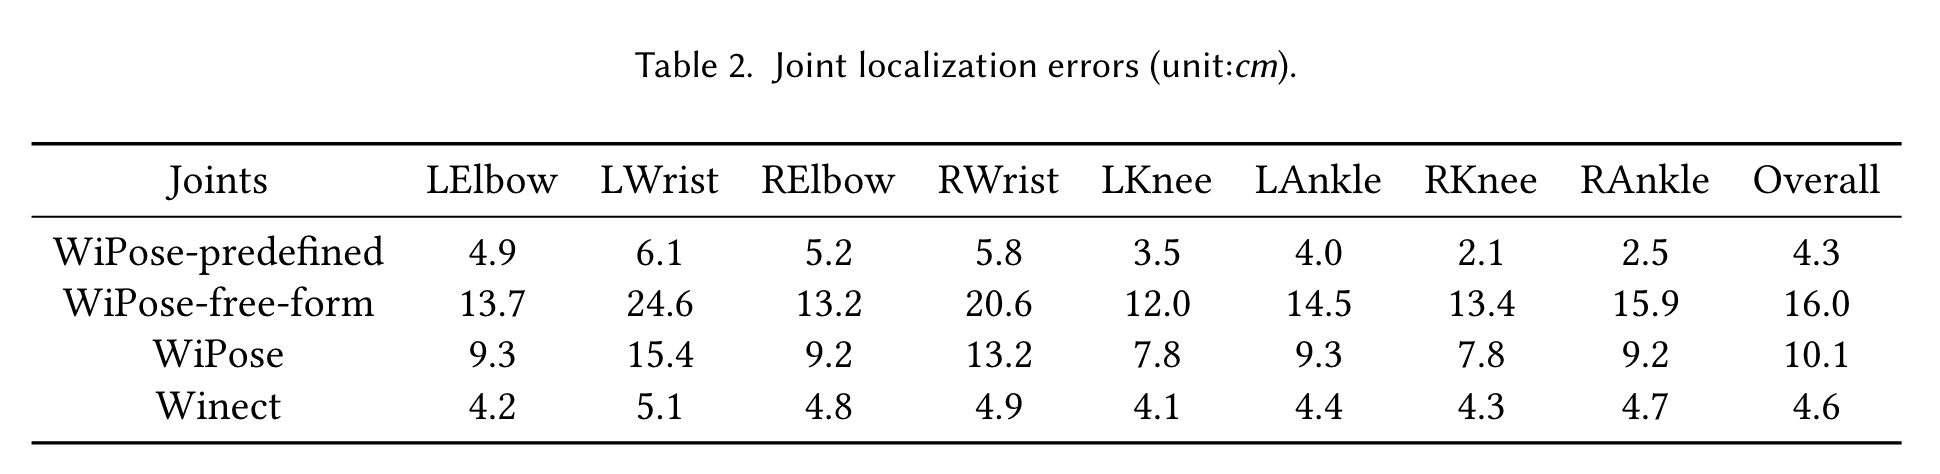 Table 2. Joint localization errors (unit:cm).
Joints LElbow LWrist RElbow RWrist LKnee LAnkle RKnee RAnkle Overall
WiPose-predefined 4.9 6.1 5.2 5.8 3.5 4.0 2.1 2.5 4.3
WiPose-free-form 13.7 24.6 13.2 20.6 12.0 14.5 13.4 15.9 16.0
WiPose 9.3 15.4 9.2 13.2 7.8 9.3 7.8 9.2 10.1
Winect 4.2 5.1 4.8 4.9 4.1 4.4 4.3 4.7 4.6